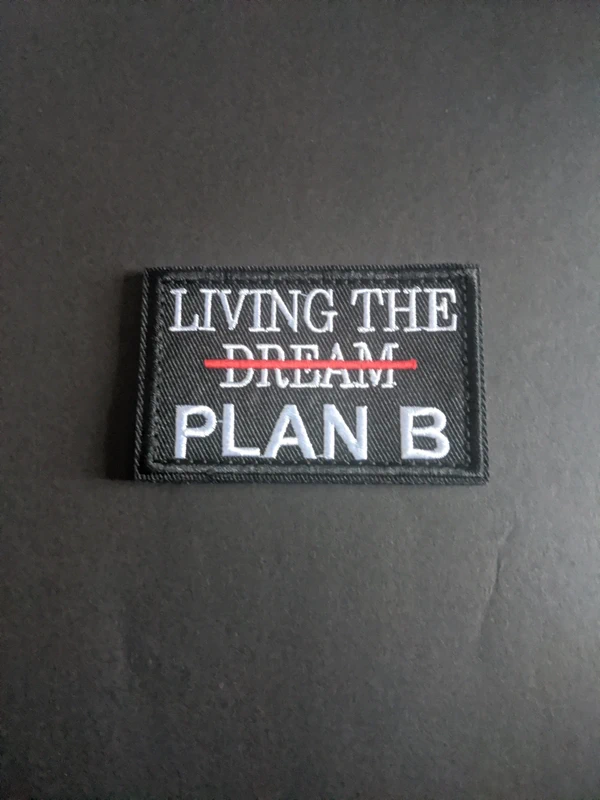 LIVING THE
DREAM
PLAN B